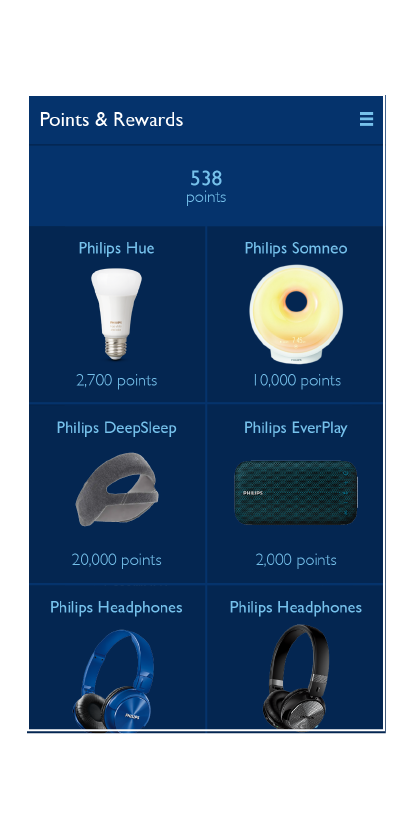 Points & Rewards
538
points
Philips Hue
Philips Somneo
2,700 points
10,000 points
Philips DeepSleep
Philips EverPlay
PHILIPS
20,000 points
2,000 points
Philips Headphones
Philips Headphones
PHILIPS